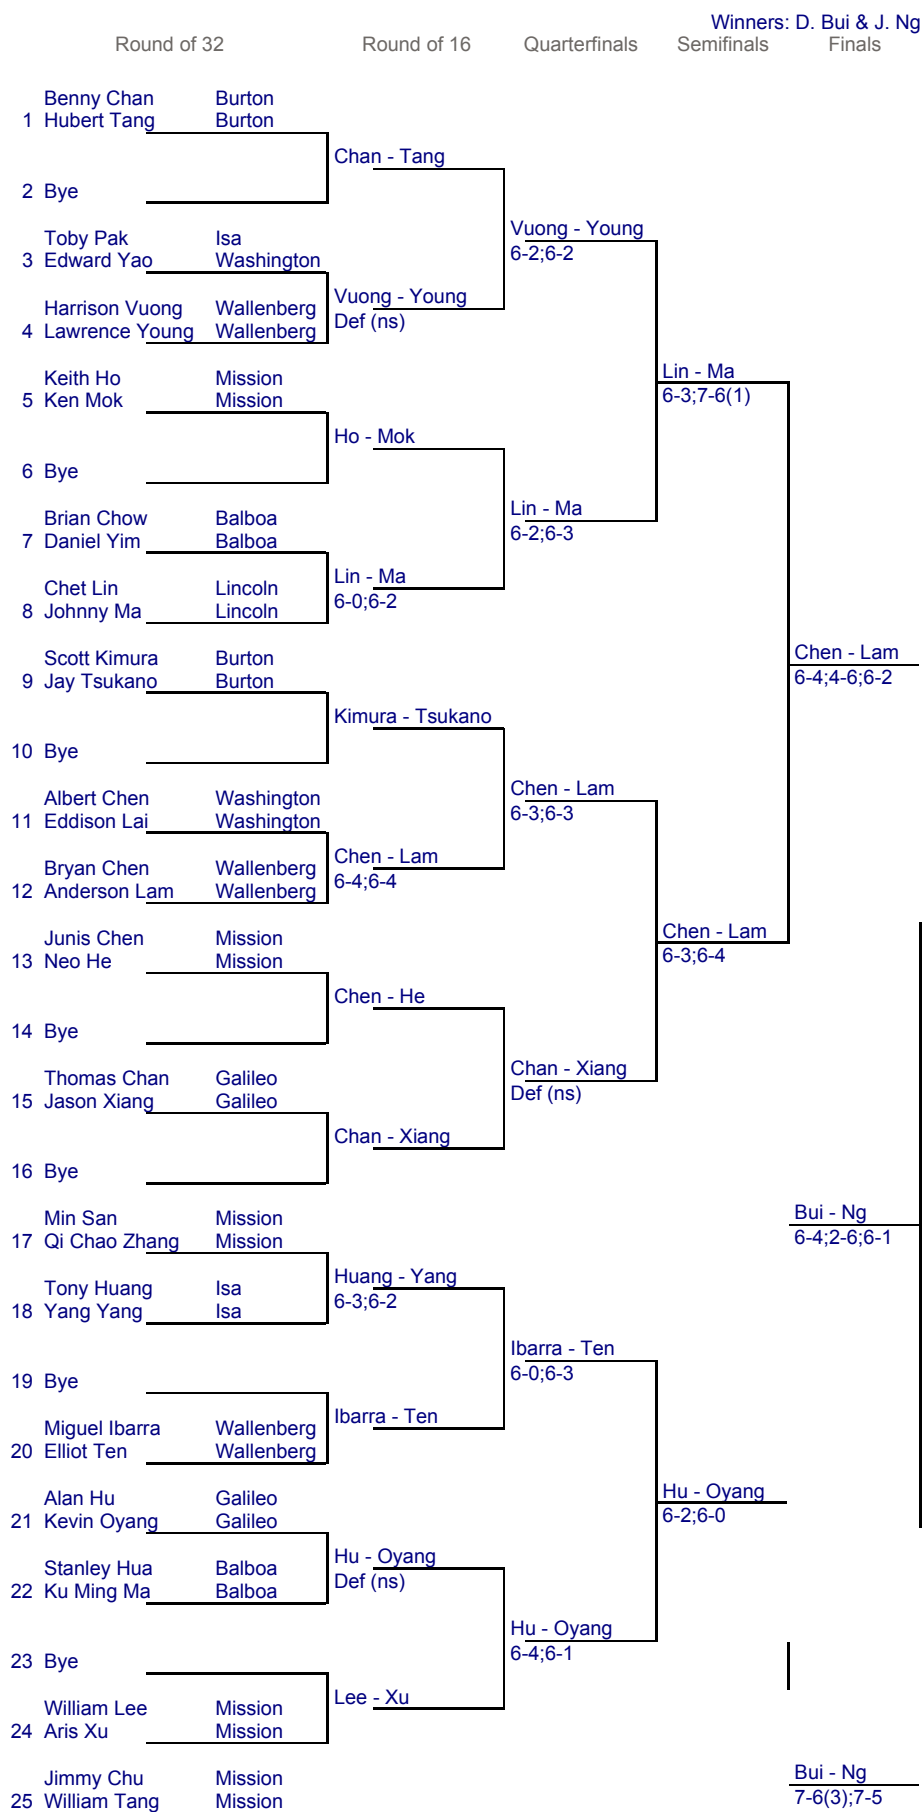 Winners: D. Bui & J. Ng
Round of 32 Round of 16 Quarterfinals Semifinals Finals
Benny Chan Burton
1 Hubert Tang Burton
Chan - Tang
2 Bye
Vuong - Young
Toby Pak Isa
6-2;6-2
3 Edward Yao Washington
Vuong - Young
Harrison Vuong Wallenberg
Def (ns)
4 Lawrence Young Wallenberg
Lin - Ma
Keith Ho Mission
6-3;7-6(1)
5 Ken Mok Mission
Ho - Mok
6 Bye
Lin - Ma
Brian Chow Balboa
6-2;6-3
7 Daniel Yim Balboa
Lin - Ma
Chet Lin Lincoln
6-0;6-2
8 Johnny Ma Lincoln
Chen - Lam
Scott Kimura Burton
6-4;4-6;6-2
9 Jay Tsukano Burton
Kimura - Tsukano
10 Bye
Chen - Lam
Albert Chen Washington
6-3;6-3
11 Eddison Lai Washington
Chen - Lam
Bryan Chen Wallenberg
6-4;6-4
12 Anderson Lam Wallenberg
Chen - Lam
Junis Chen Mission
6-3;6-4
13 Neo He Mission
Chen - He
14 Bye
Chan - Xiang
Thomas Chan Galileo
Def (ns)
15 Jason Xiang Galileo
Chan - Xiang
16 Bye
Bui - Ng
Min San Mission
6-4;2-6;6-1
17 Qi Chao Zhang Mission
Huang - Yang
Tony Huang Isa
6-3;6-2
18 Yang Yang Isa
Ibarra - Ten
6-0;6-3
19 Bye
Ibarra - Ten
Miguel Ibarra Wallenberg
20 Elliot Ten Wallenberg
Hu - Oyang
Alan Hu Galileo
6-2;6-0
21 Kevin Oyang Galileo
Hu - Oyang
Stanley Hua Balboa
Def (ns)
22 Ku Ming Ma Balboa
Hu - Oyang
6-4;6-1
23 Bye
Lee - Xu
William Lee Mission
24 Aris Xu Mission
Bui - Ng
Jimmy Chu Mission
7-6(3);7-5
25 William Tang Mission